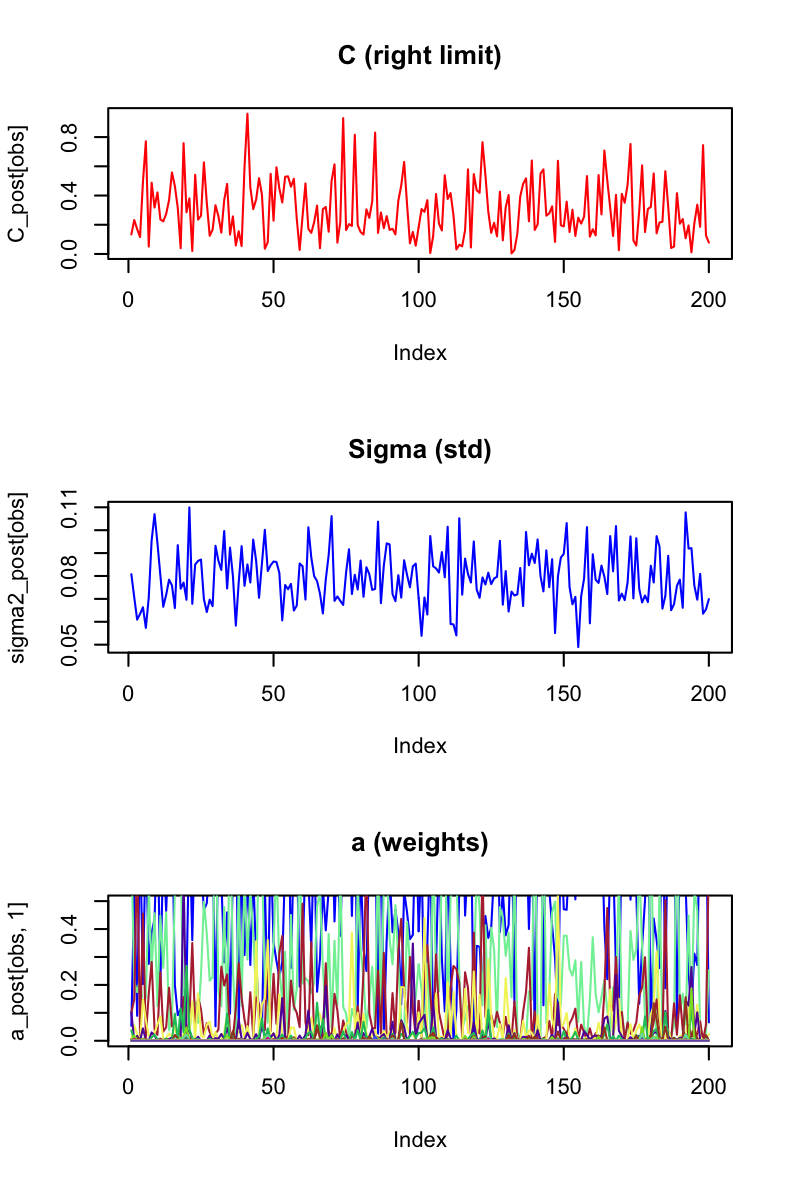 C (right limit)
C_post[obs]
0.0 0.4 0.8
0 50 100 150 200
Index
Sigma (std)
sigma2_post[obs]
0.05 0.08 0.11
0 50 100 150 200
Index
a (weights)
a_post[obs, 1]
0.0 0.2 0.4
0 50 100 150 200
Index